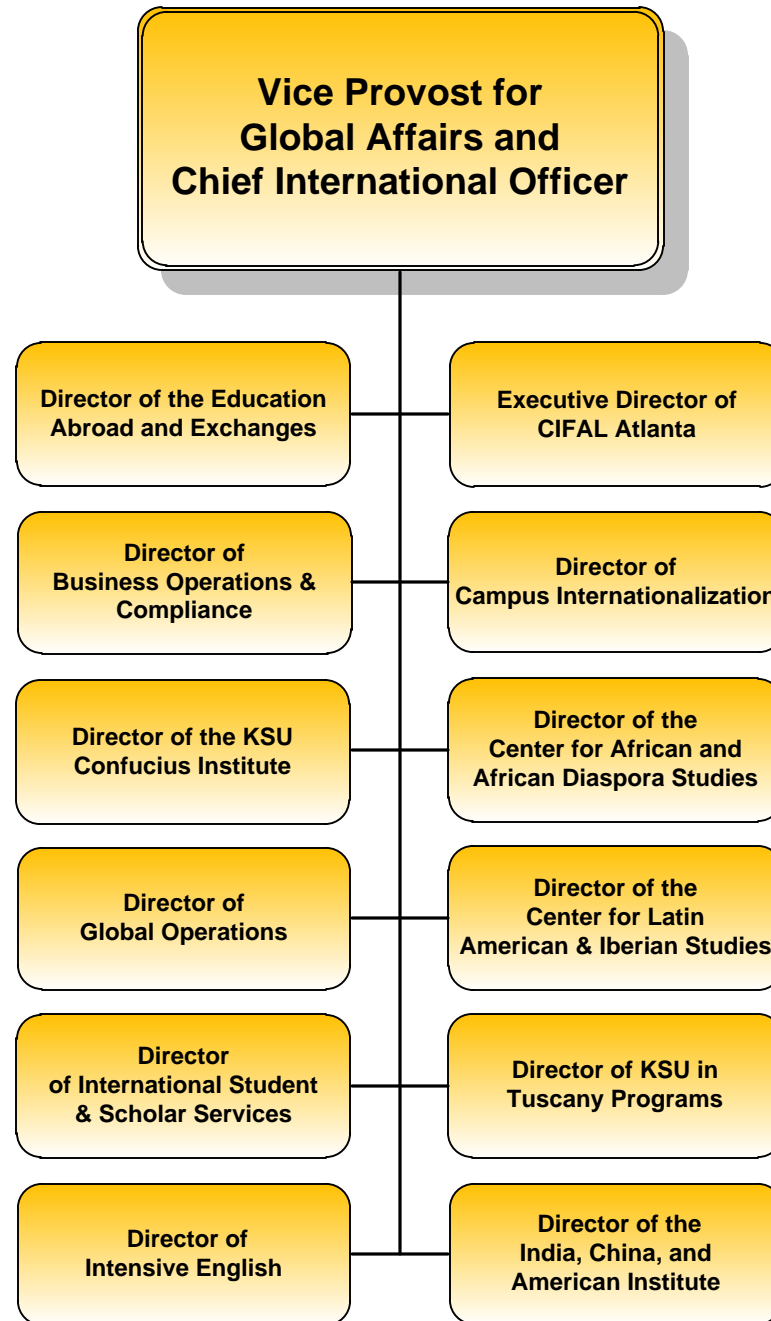 Vice Provost for
Global Affairs and
Chief International Officer
Director of the Education
Abroad and Exchanges
Executive Director of
CIFAL Atlanta
Director of
Business Operations &
Compliance
Director of
Campus Internationalization
Director of the KSU
Confucius Institute
Director of the
Center for African and
African Diaspora Studies
Director of
Global Operations
Director of the
Center for Latin
American & Iberian Studies
Director
of International Student
& Scholar Services
Director of KSU in
Tuscany Programs
Director of
Intensive English
Director of the
India, China, and
American Institute